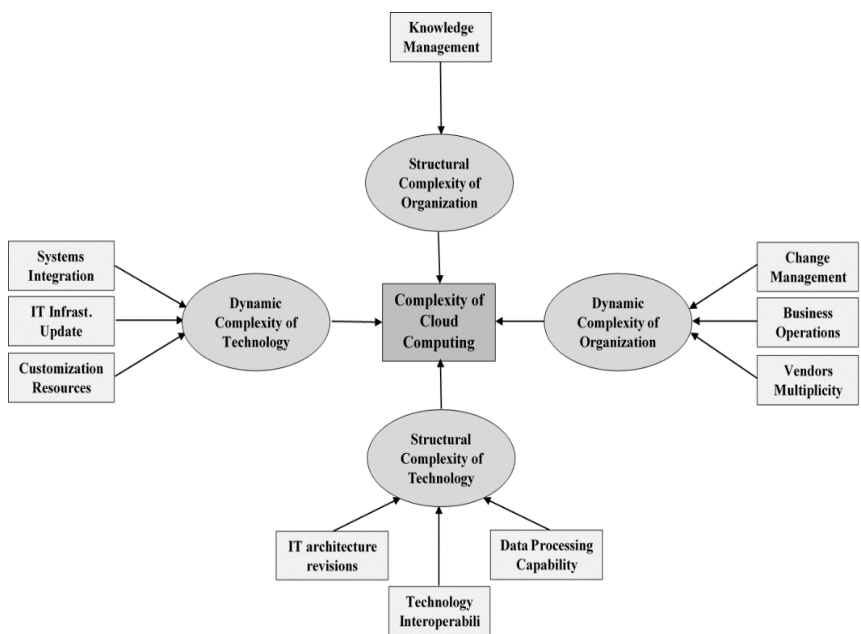 Knowledge
Management
Structural
Complexity of
Organization
Systems
Integration
IT Infrast.
Update
Customization
Resources
Dynamic
Complexity of
Technology
Complexity of
Cloud
Computing
Dynamic
Complexity of
Organization
Change
Management
Business
Operations
Vendors
Multiplicity
Structural
Complexity of
Technology
IT architecture
revisions
Technology
Interoperabili
Data Processing
Capability